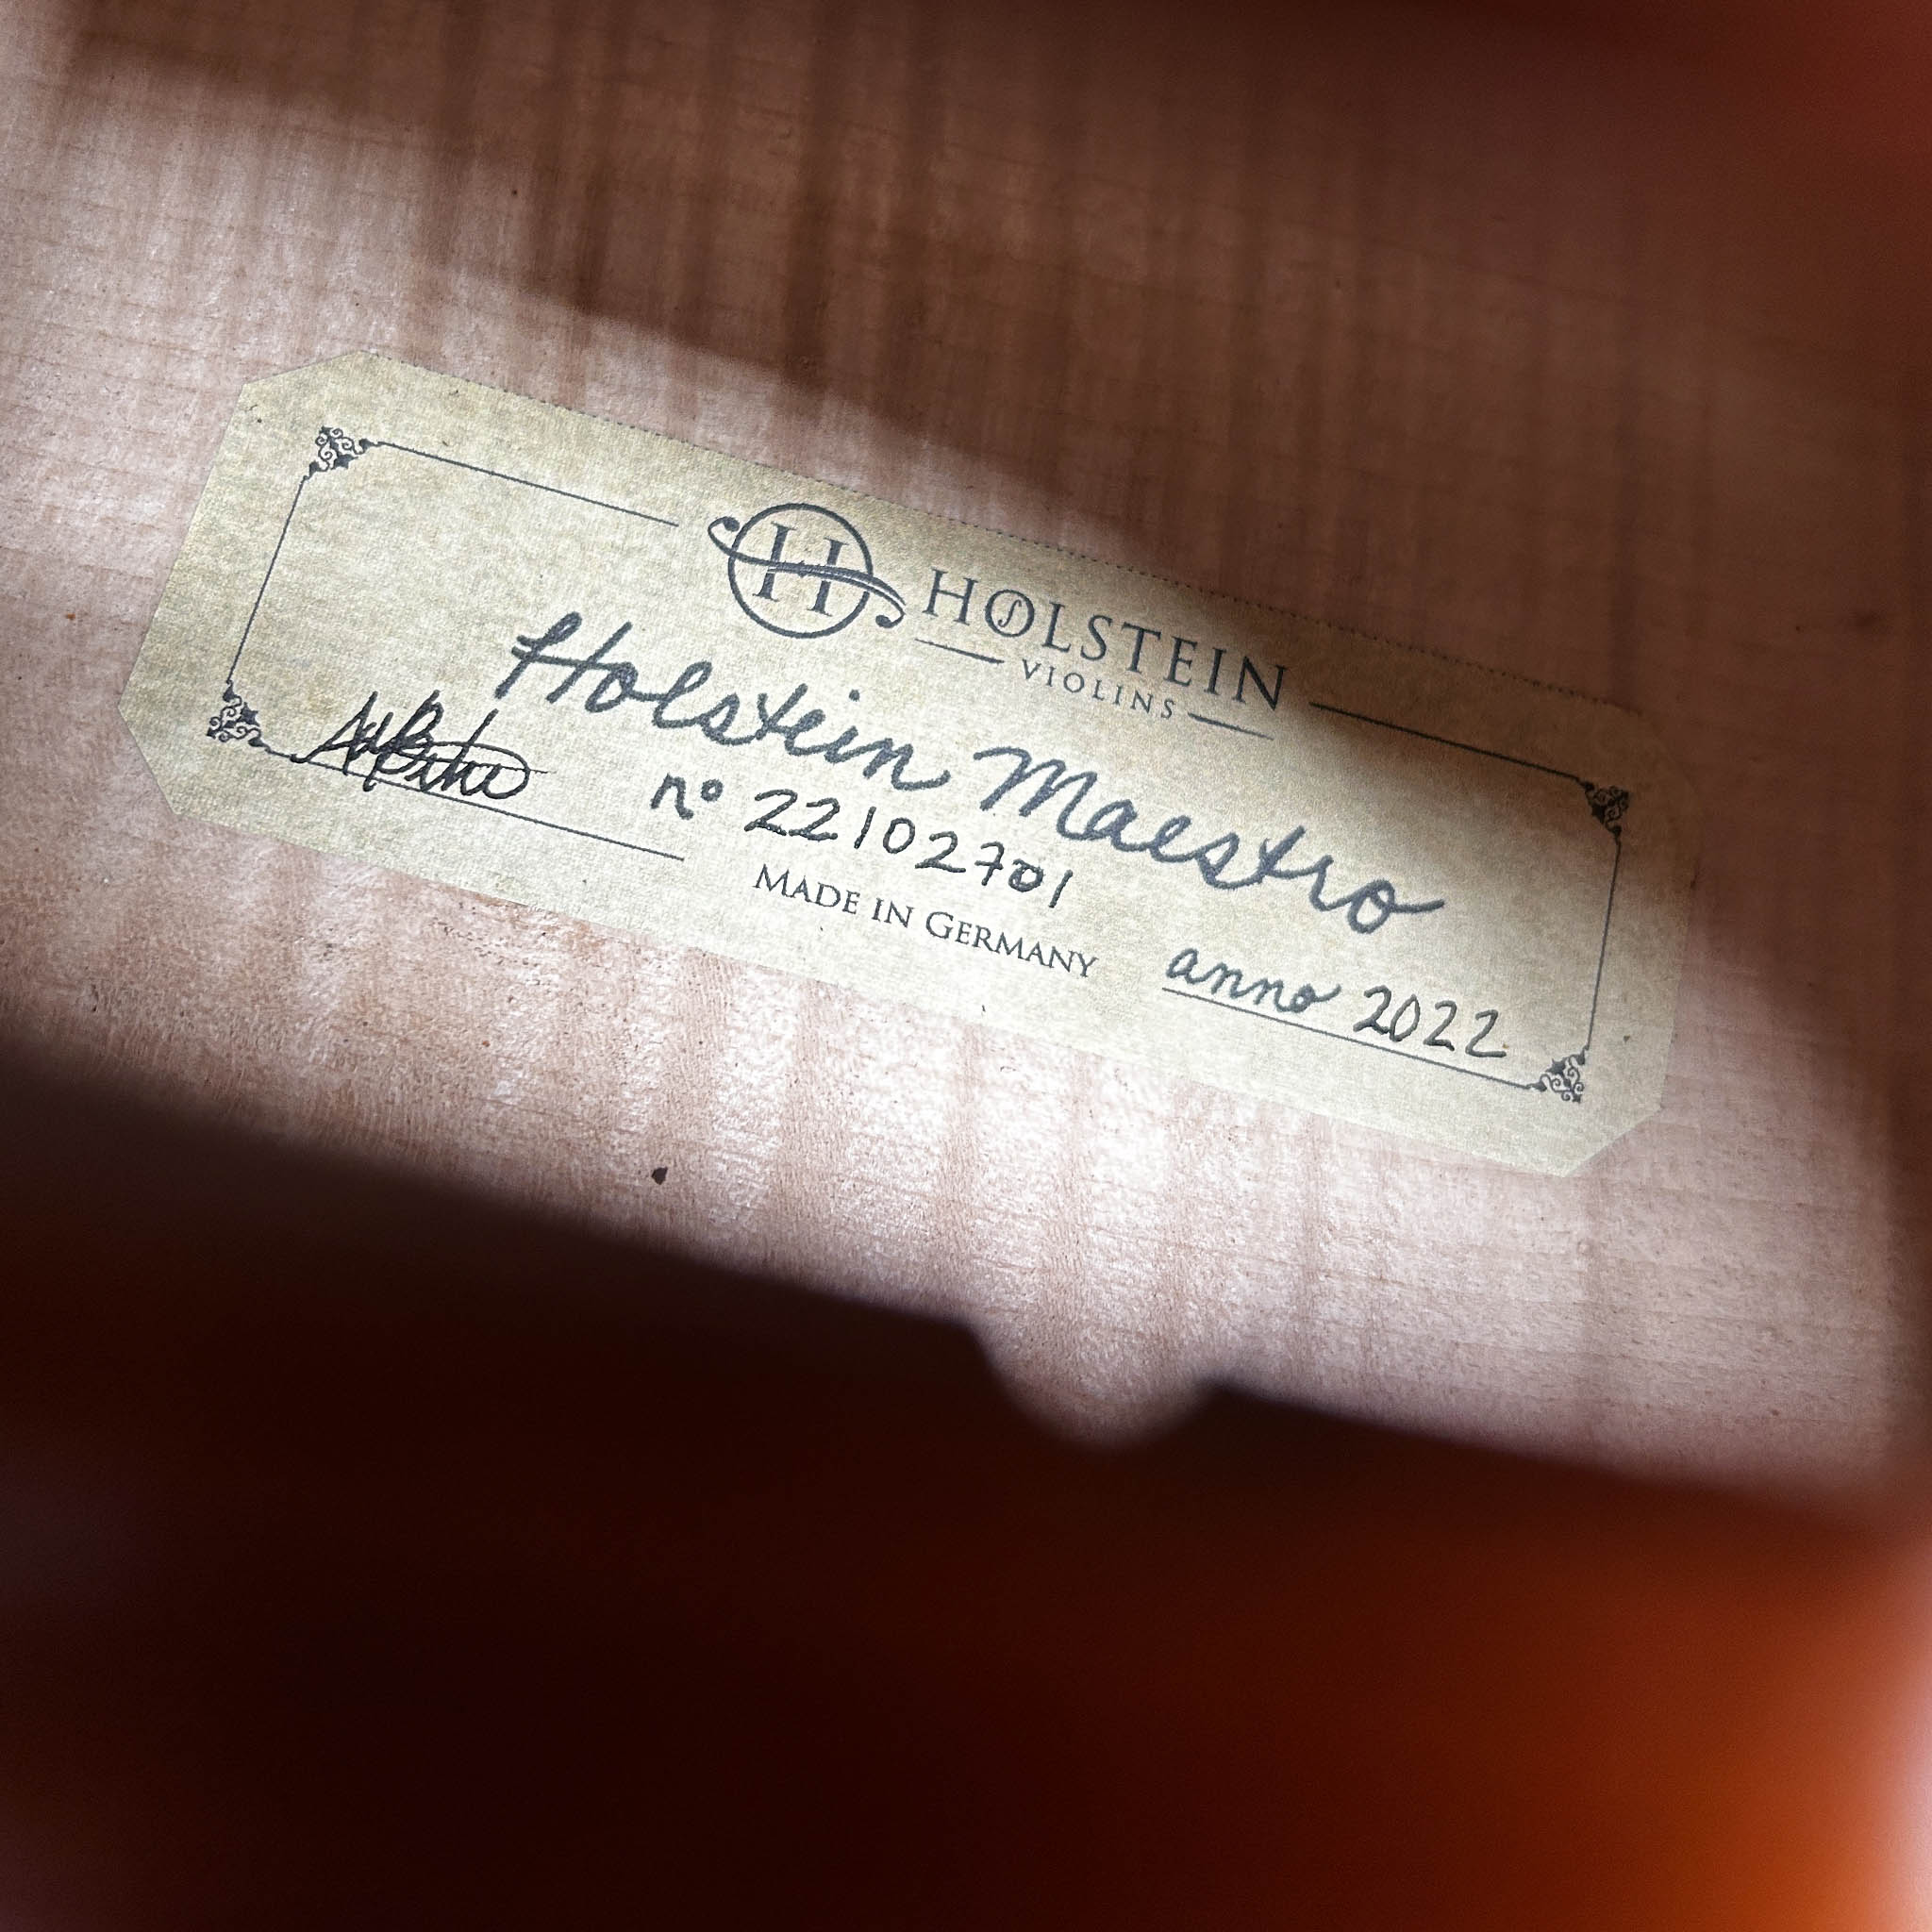 H HOLSTEIN
VIOLINS
Holstein Maestro
nº 22102701
MADE IN GERMANY
anno 2022